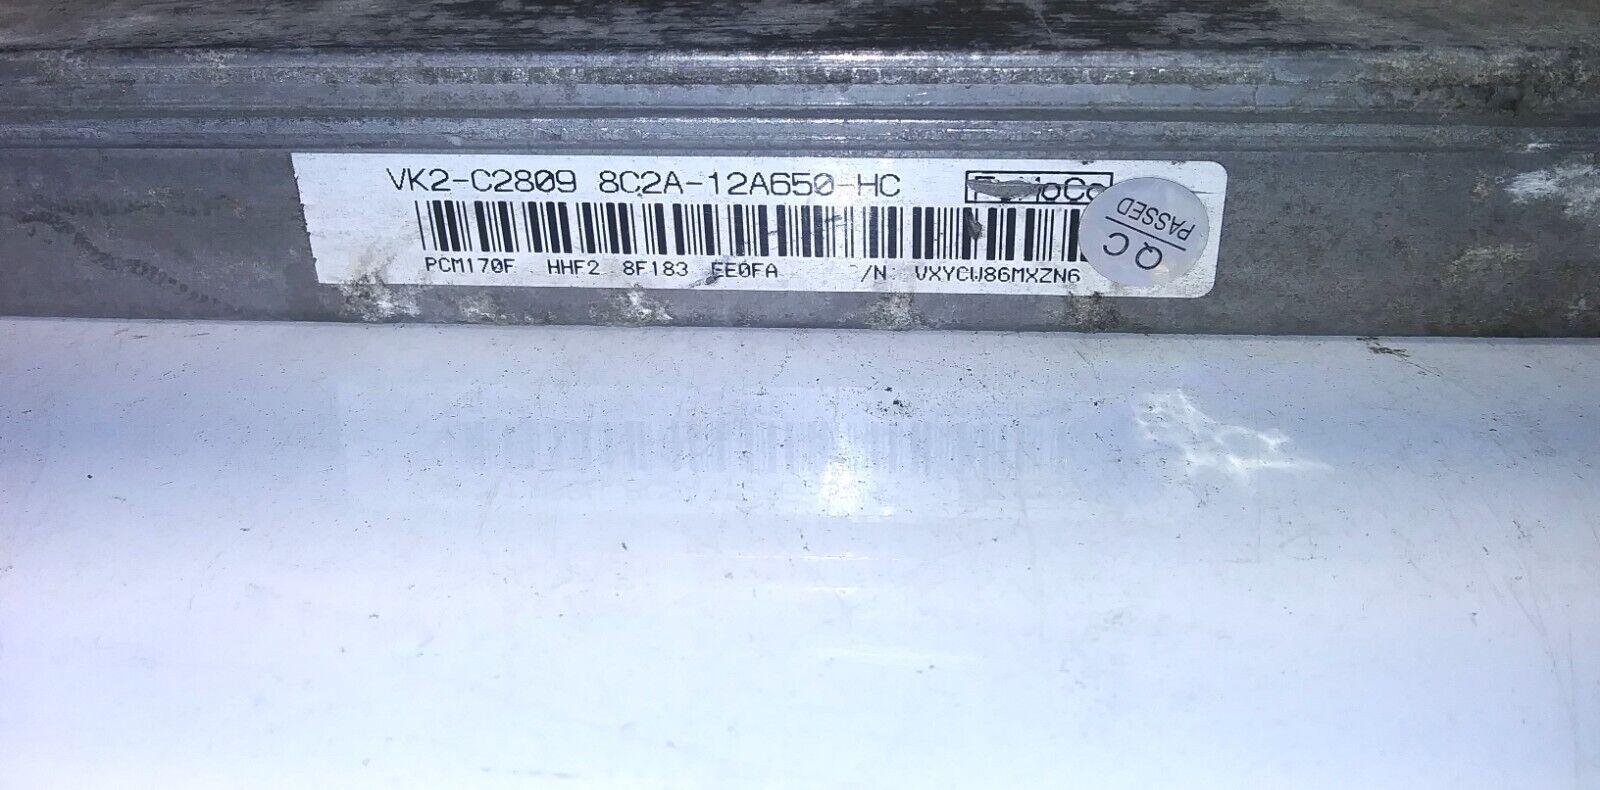 VK2-C2809 8C2A-12A650-HC
PCM170F HHF2 8F183 EE0FA /N VXYCW86MXZN6
QC
PASSED